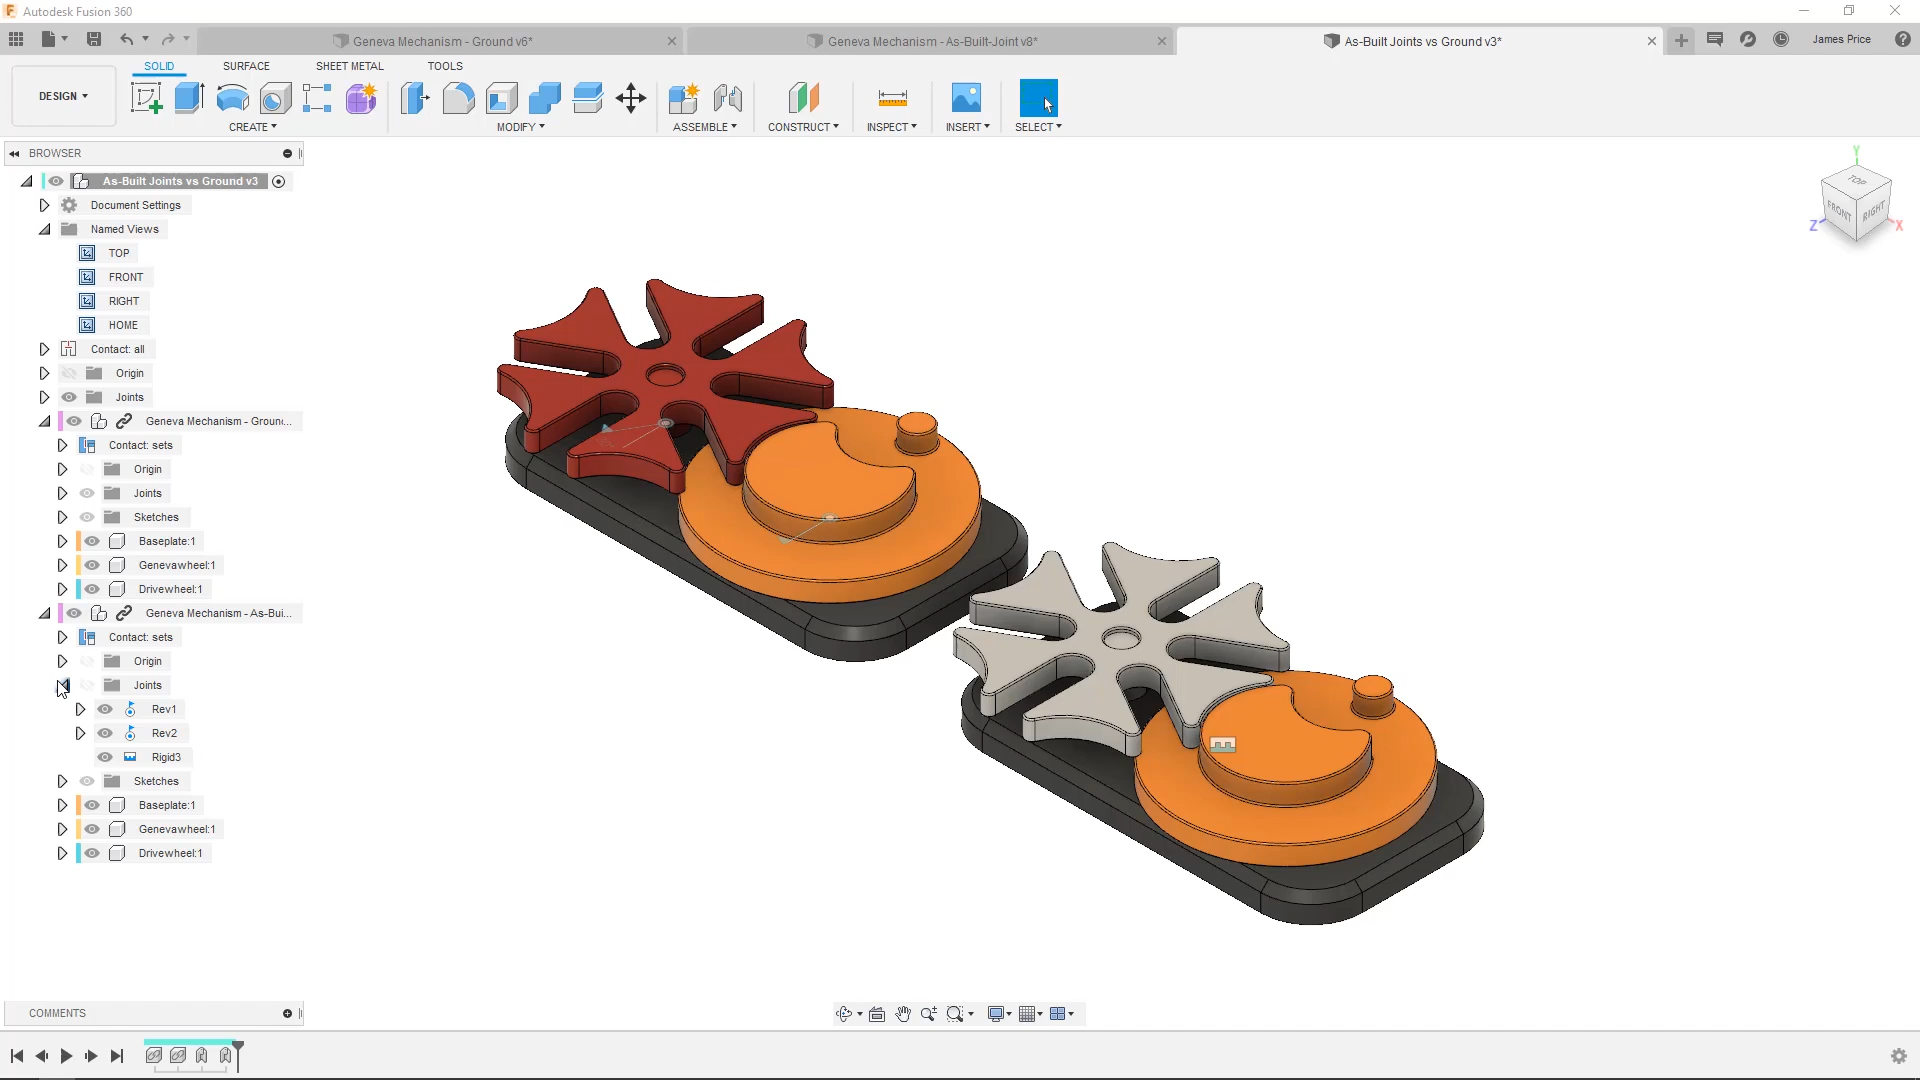 Autodesk Fusion 360
Geneva Mechanism - Ground v6*
Geneva Mechanism - As-Built-Joint v8*
As-Built Joints vs Ground v3*
James Price
SOLID
SURFACE
SHEET METAL
TOOLS
DESIGN
CREATE
MODIFY
ASSEMBLE
CONSTRUCT
INSPECT
INSERT
SELECT
BROWSER
As-Built Joints vs Ground v3
Document Settings
Named Views
TOP
FRONT
RIGHT
HOME
Contact: all
Origin
Joints
Geneva Mechanism - Groun...
Contact: sets
Origin
Joints
Sketches
Baseplate:1
Genevawheel:1
Drivewheel:1
Geneva Mechanism - As-Bui...
Contact: sets
Origin
Joints
Rev1
Rev2
Rigid3
Sketches
Baseplate:1
Genevawheel:1
Drivewheel:1
Y
TOP
FRONT
RIGHT
Z
X
COMMENTS